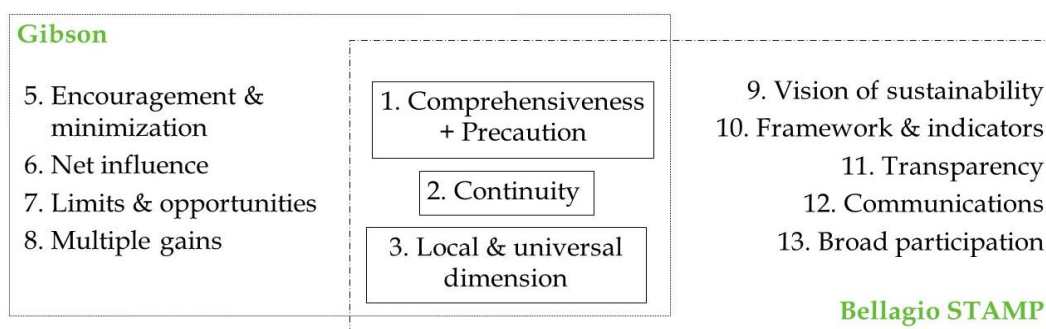 Gibson
5. Encouragement &
minimization
6. Net influence
7. Limits & opportunities
8. Multiple gains
1. Comprehensiveness
+ Precaution
2. Continuity
3. Local & universal
dimension
9. Vision of sustainability
10. Framework & indicators
11. Transparency
12. Communications
13. Broad participation
Bellagio STAMP